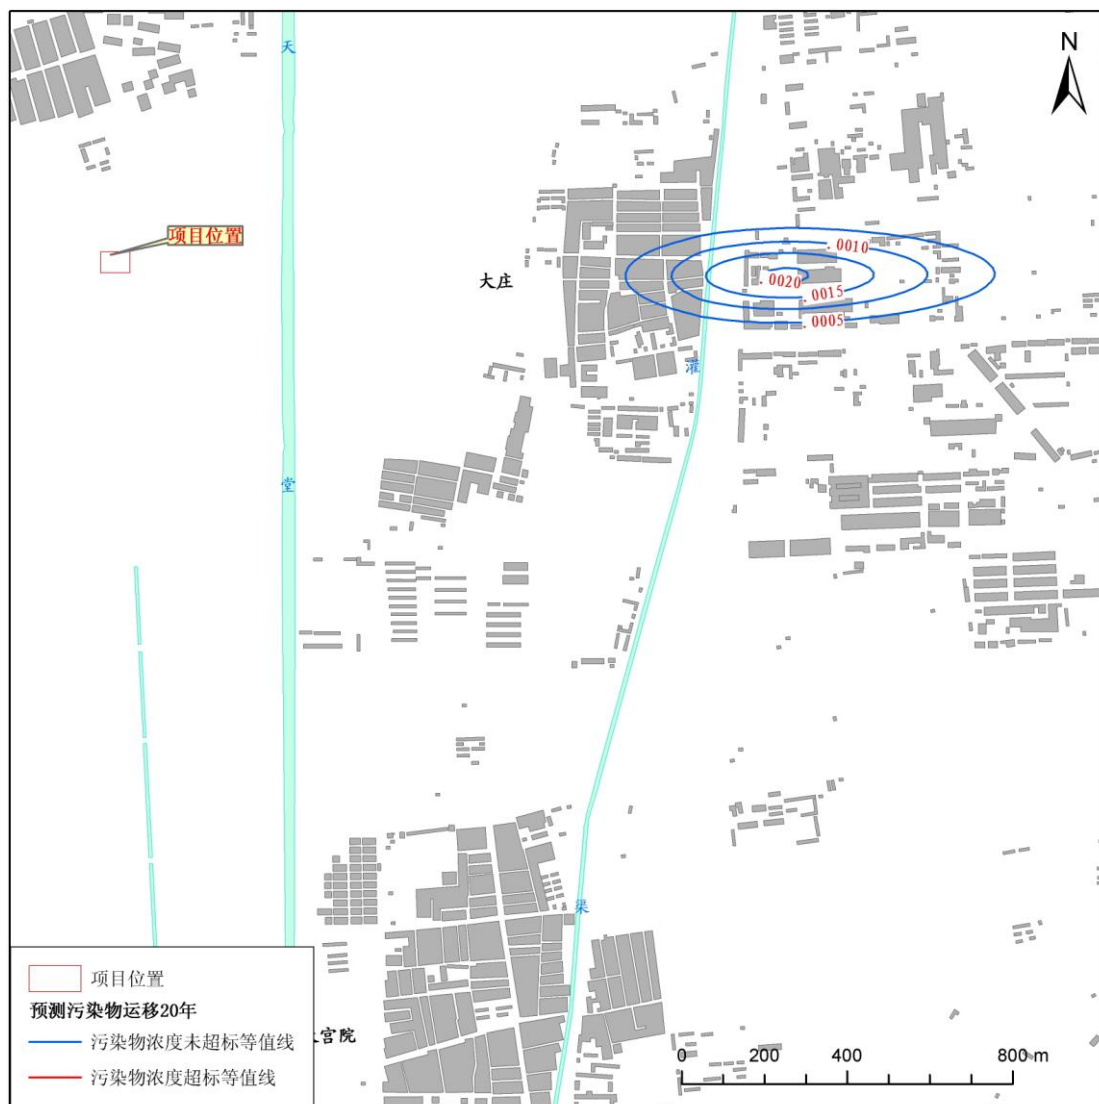 天
N
项目位置
.0010
大庄
.0020
.0015
.0005
灌
堂
渠
项目位置
预测污染物运移20年
污染物浓度未超标等值线
污染物浓度超标等值线
宫院
0 200 400 800 m